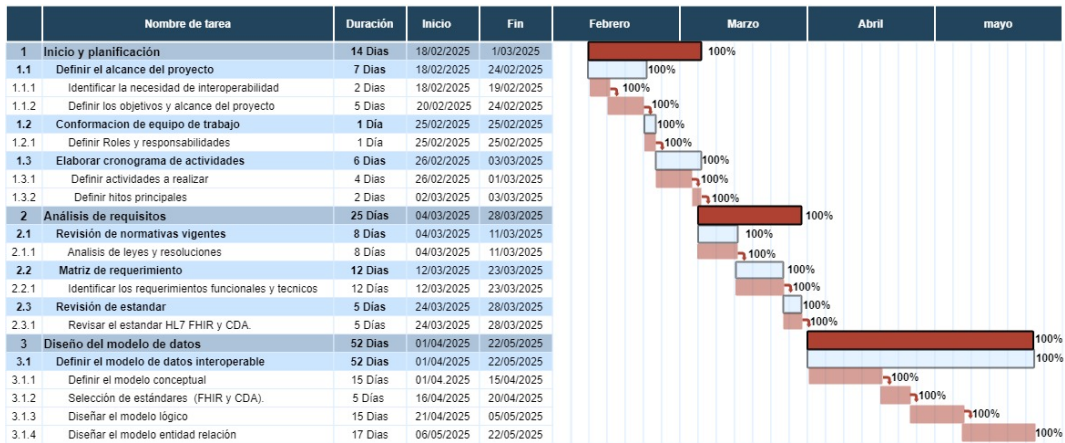 Nombre de tarea Duración Inicio Fin Febrero Marzo Abril mayo
1 Inicio y planificación 14 Dias 18/02/2025 1/03/2025 100%
1.1 Definir el alcance del proyecto 7 Dias 18/02/2025 24/02/2025 100%
1.1.1 Identificar la necesidad de interoperabilidad 2 Dias 18/02/2025 19/02/2025 100%
1.1.2 Definir los objetivos y alcance del proyecto 5 Dias 20/02/2025 24/02/2025 100%
1.2 Conformacion de equipo de trabajo 1 Día 25/02/2025 25/02/2025 100%
1.2.1 Definir Roles y responsabilidades 1 Día 25/02/2025 25/02/2025 100%
1.3 Elaborar cronograma de actividades 6 Dias 26/02/2025 03/03/2025 100%
1.3.1 Definir actividades a realizar 4 Dias 26/02/2025 01/03/2025 100%
1.3.2 Definir hitos principales 2 Dias 02/03/2025 03/03/2025 100%
2 Análisis de requisitos 25 Días 04/03/2025 28/03/2025 100%
2.1 Revisión de normativas vigentes 8 Días 04/03/2025 11/03/2025 100%
2.1.1 Analisis de leyes y resoluciones 8 Días 04/03/2025 11/03/2025 100%
2.2 Matriz de requerimiento 12 Dias 12/03/2025 23/03/2025 100%
2.2.1 Identificar los requerimientos funcionales y tecnicos 12 Días 12/03/2025 23/03/2025 100%
2.3 Revisión de estandar 5 Días 24/03/2025 28/03/2025 100%
2.3.1 Revisar el estandar HL7 FHIR y CDA. 5 Días 24/03/2025 28/03/2025 100%
3 Diseño del modelo de datos 52 Dias 01/04/2025 22/05/2025 100%
3.1 Definir el modelo de datos interoperable 52 Dias 01/04/2025 22/05/2025 100%
3.1.1 Definir el modelo conceptual 15 Días 01/04.2025 15/04/2025 100%
3.1.2 Selección de estándares (FHIR y CDA). 5 Días 16/04/2025 20/04/2025 100%
3.1.3 Diseñar el modelo lógico 15 Dias 21/04/2025 05/05/2025 100%
3.1.4 Diseñar el modelo entidad relación 17 Dias 06/05/2025 22/05/2025 100%